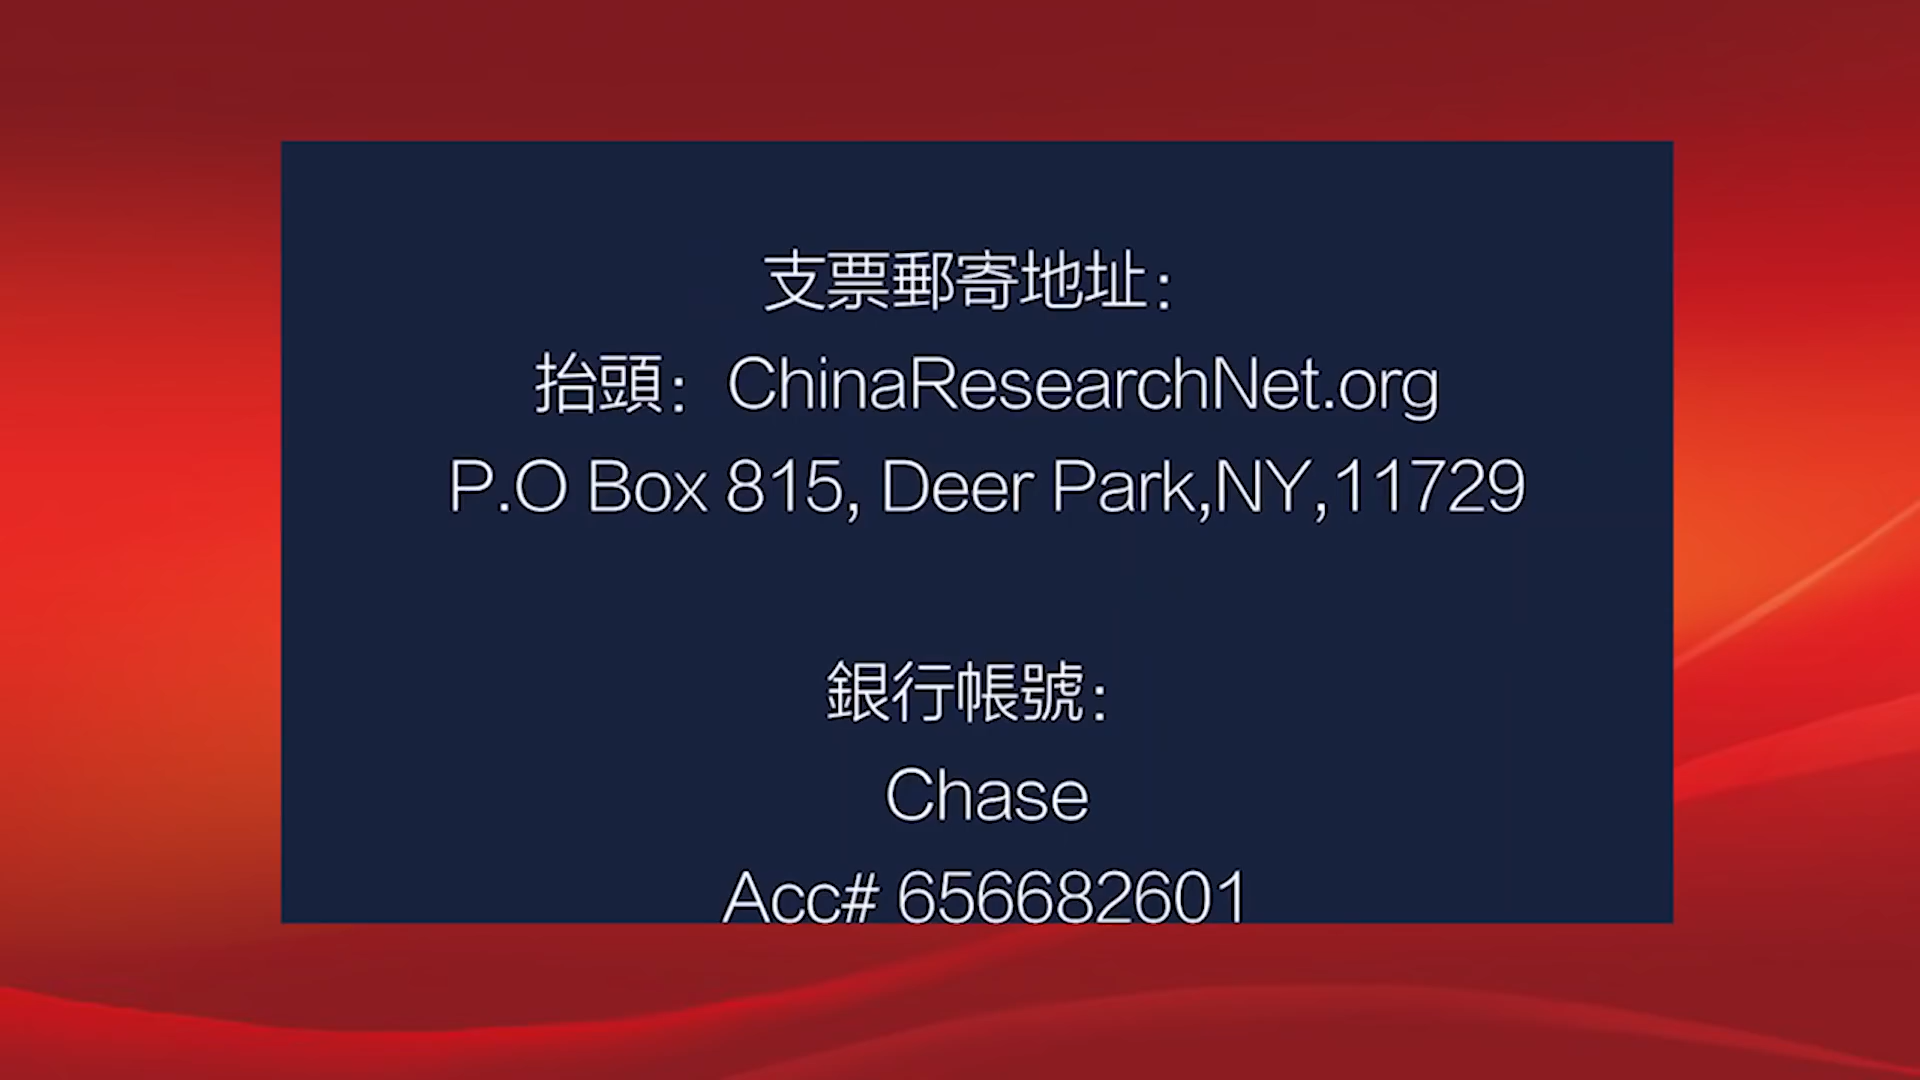 支票郵寄地址:
抬頭: ChinaResearchNet.org
P.O Box 815, Deer Park,NY,11729
銀行帳號:
Chase
Acc# 656682601